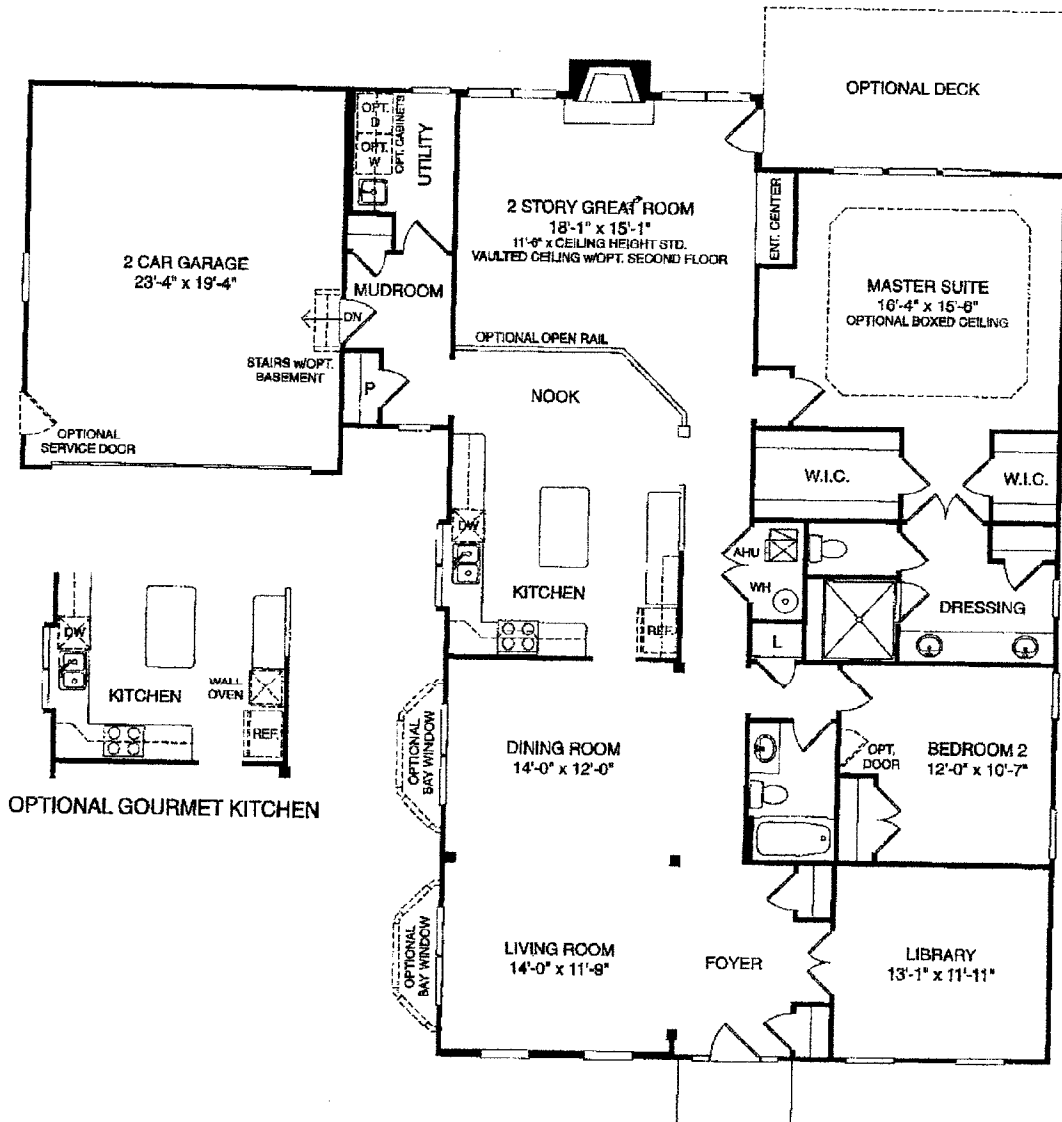 OPTIONAL DECK
OPT.
D
OPT.
W
OPT. CABINETS
UTILITY
2 STORY GREAT ROOM
18'-1" x 15'-1"
11'-6" x CEILING HEIGHT STD.
VAULTED CEILING w/OPT. SECOND FLOOR
ENT. CENTER
2 CAR GARAGE
23'-4" x 19'-4"
MASTER SUITE
16'-4" x 15'-6"
OPTIONAL BOXED CEILING
MUDROOM
DN
OPTIONAL OPEN RAIL
STAIRS w/OPT.
BASEMENT
P
NOOK
OPTIONAL
SERVICE DOOR
W.I.C.
W.I.C.
DW
AHU
WH
KITCHEN
REF.
DRESSING
L
DW
KITCHEN
WALL
OVEN
REF.
OPTIONAL GOURMET KITCHEN
OPTIONAL
BAY WINDOW
DINING ROOM
14'-0" x 12'-0"
OPT.
DOOR
BEDROOM 2
12'-0" x 10'-7"
OPTIONAL
BAY WINDOW
LIVING ROOM
14'-0" x 11'-9"
FOYER
LIBRARY
13'-1" x 11'-11"